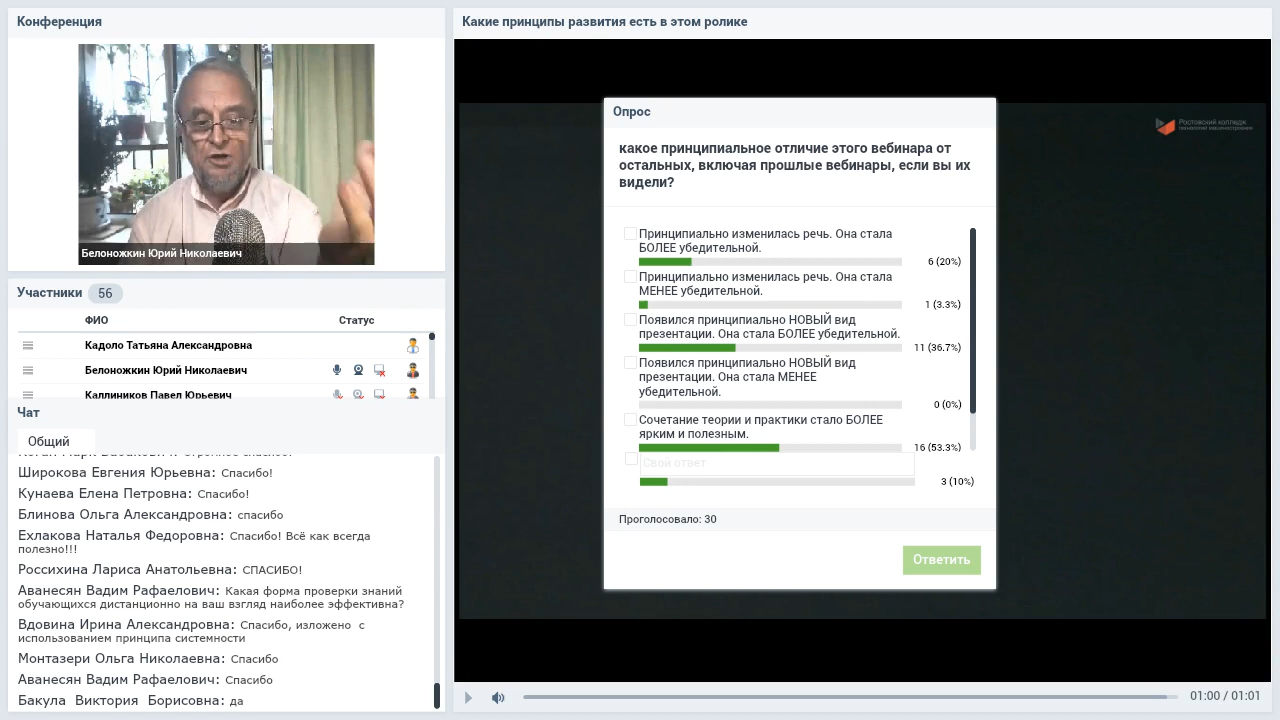 Конференция
Белоножкин Юрий Николаевич
Участники 56
ФИО Статус
Кадоло Татьяна Александровна
Белоножкин Юрий Николаевич
Каллиников Павел Юрьевич
Чат
Общий
Широкова Евгения Юрьевна: Спасибо!
Кунаева Елена Петровна: Спасибо!
Блинова Ольга Александровна: спасибо
Ехлакова Наталья Федоровна: Спасибо! Всё как всегда
полезно!!!
Россихина Лариса Анатольевна: СПАСИБО!
Аванесян Вадим Рафаелович: Какая форма проверки знаний
обучающихся дистанционно на ваш взгляд наиболее эффективна?
Вдовина Ирина Александровна: Спасибо, изложено с
использованием принципа системности
Монтазери Ольга Николаевна: Спасибо
Аванесян Вадим Рафаелович: Спасибо
Бакула Виктория Борисовна: да
Какие принципы развития есть в этом ролике
Ростовский колледж
технологий машиностроения
Опрос
какое принципиальное отличие этого вебинара от
остальных, включая прошлые вебинары, если вы их
видели?
Принципиально изменилась речь. Она стала
БОЛЕЕ убедительной.
6 (20%)
Принципиально изменилась речь. Она стала
МЕНЕЕ убедительной.
1 (3.3%)
Появился принципиально НОВЫЙ вид
презентации. Она стала БОЛЕЕ убедительной.
11 (36.7%)
Появился принципиально НОВЫЙ вид
презентации. Она стала МЕНЕЕ
убедительной.
0 (0%)
Сочетание теории и практики стало БОЛЕЕ
ярким и полезным.
16 (53.3%)
Свой ответ
3 (10%)
Проголосовало: 30
Ответить
01:00 / 01:01